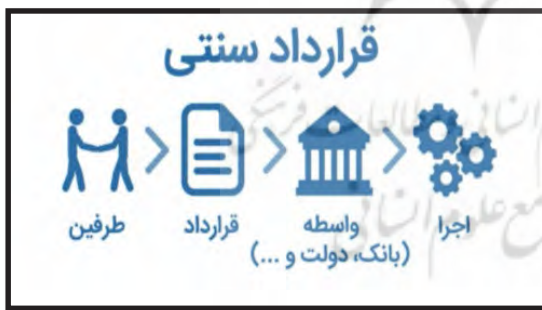 قرارداد سنتی
طرفین
قرارداد
واسطه
(بانک، دولت و ...)
اجرا